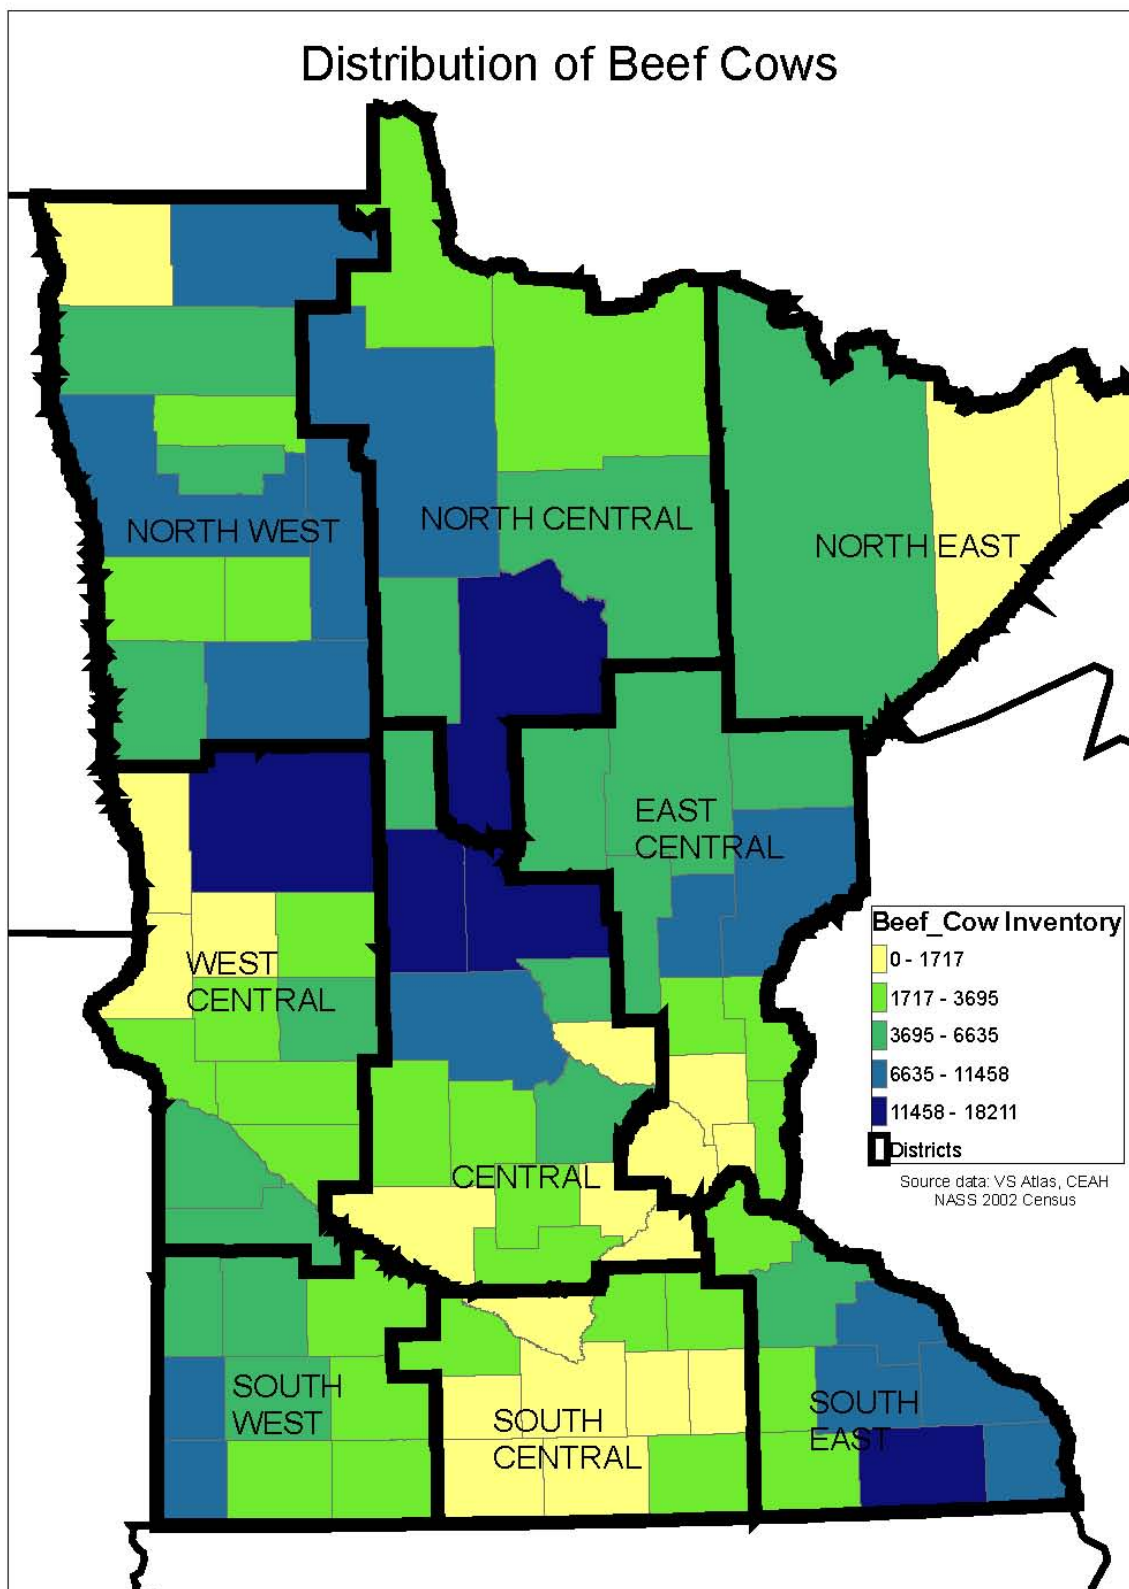 Distribution of Beef Cows
NORTH WEST
NORTH CENTRAL
NORTH EAST
EAST
CENTRAL
WEST
CENTRAL
Beef_Cow Inventory
0 - 1717
1717 - 3695
3695 - 6635
6635 - 11458
11458 - 18211
Districts
Source data: VS Atlas, CEAH
NASS 2002 Census
CENTRAL
SOUTH
WEST
SOUTH
CENTRAL
SOUTH
EAST